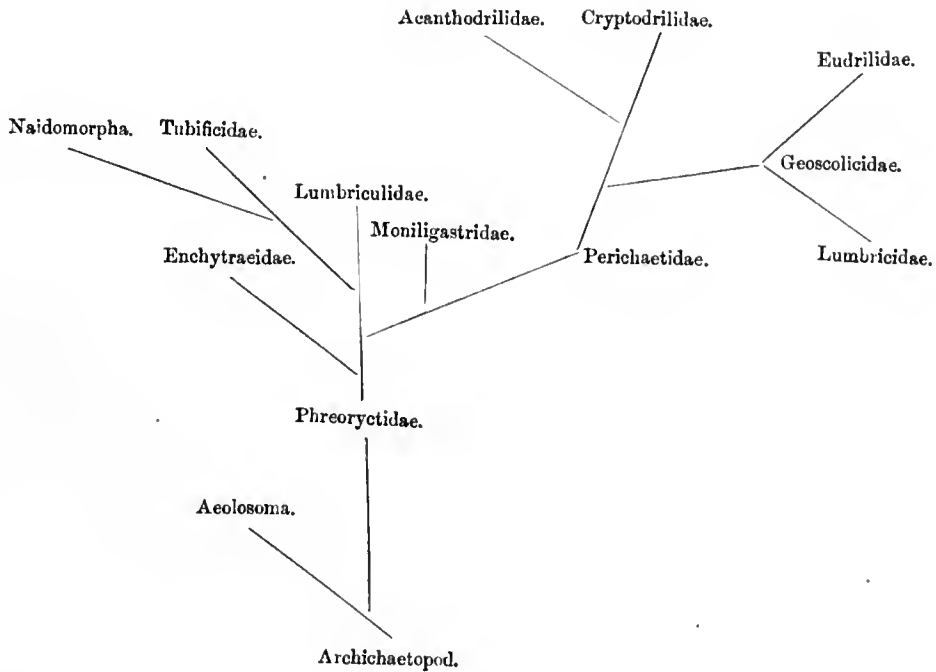 Acanthodrilidae. Cryptodrilidae.
Eudrilidae.
Naidomorpha. Tubificidae.
Geoscolicidae.
Lumbriculidae.
Moniligastridae.
Enchytraeidae. Perichaetidae. Lumbricidae.
Phreoryctidae.
Aeolosoma.
Archichaetopod.